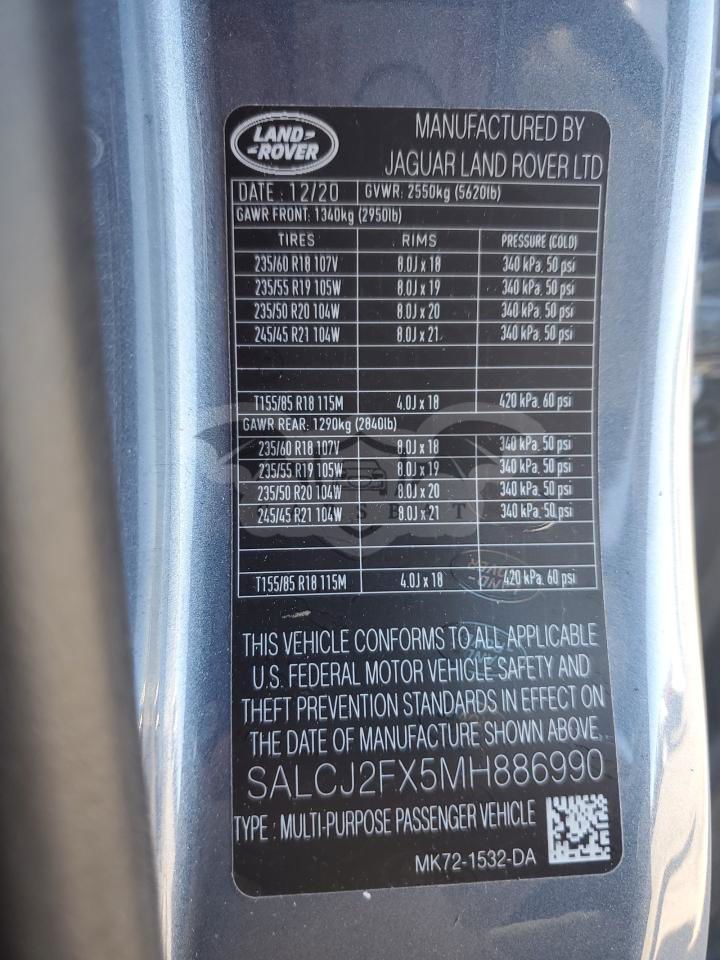 LAND-
-ROVER
MANUFACTURED BY
JAGUAR LAND ROVER LTD
DATE : 12/20 GVWR: 2550kg (5620lb)
GAWR FRONT: 1340kg (2950lb)
TIRES RIMS PRESSURE (COLD)
235/60 R18 107V 8.0J x 18 340 kPa, 50 psi
235/55 R19 105W 8.0J x 19 340 kPa, 50 psi
235/50 R20 104W 8.0J x 20 340 kPa, 50 psi
245/45 R21 104W 8.0J x 21 340 kPa, 50 psi
T155/85 R18 115M 4.0J x 18 420 kPa, 60 psi
GAWR REAR: 1290kg (2840lb)
235/60 R18 107V 8.0J x 18 340 kPa, 50 psi
235/55 R19 105W 8.0J x 19 340 kPa, 50 psi
235/50 R20 104W 8.0J x 20 340 kPa, 50 psi
245/45 R21 104W 8.0J x 21 340 kPa, 50 psi
T155/85 R18 115M 4.0J x 18 420 kPa, 60 psi
THIS VEHICLE CONFORMS TO ALL APPLICABLE
U.S. FEDERAL MOTOR VEHICLE SAFETY AND
THEFT PREVENTION STANDARDS IN EFFECT ON
THE DATE OF MANUFACTURE SHOWN ABOVE.
SALCJ2FX5MH886990
TYPE : MULTI-PURPOSE PASSENGER VEHICLE
MK72-1532-DA